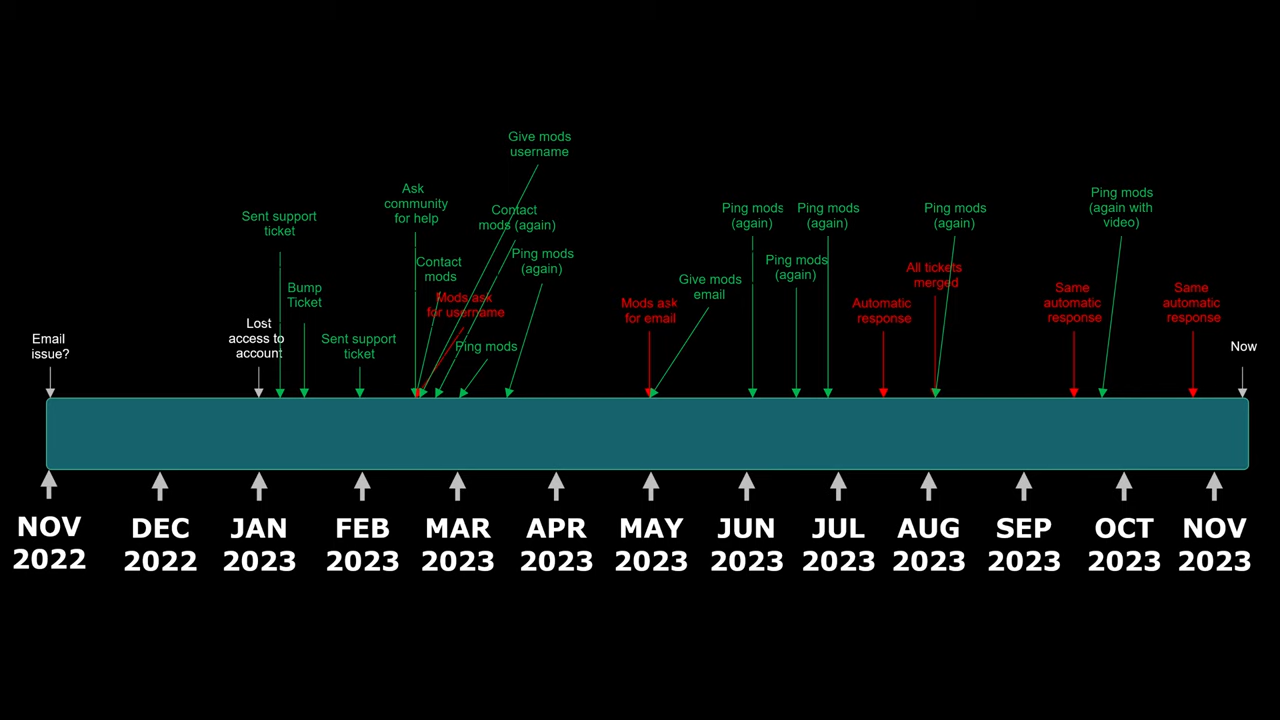 Give mods
username
Ask
community
for help
Ping mods
(again with
video)
Sent support
ticket
Contact
mods (again)
Ping mods
(again)
Ping mods
(again)
Ping mods
(again)
Contact
mods
Ping mods
(again)
Ping mods
(again)
All tickets
merged
Bump
Ticket
Mods ask
for username
Give mods
email
Mods ask
for email
Automatic
response
Same
automatic
response
Same
automatic
response
Email
issue?
Lost
access to
account
Sent support
ticket
Ping mods
Now
NOV
2022
DEC
2022
JAN
2023
FEB
2023
MAR
2023
APR
2023
MAY
2023
JUN
2023
JUL
2023
AUG
2023
SEP
2023
OCT
2023
NOV
2023